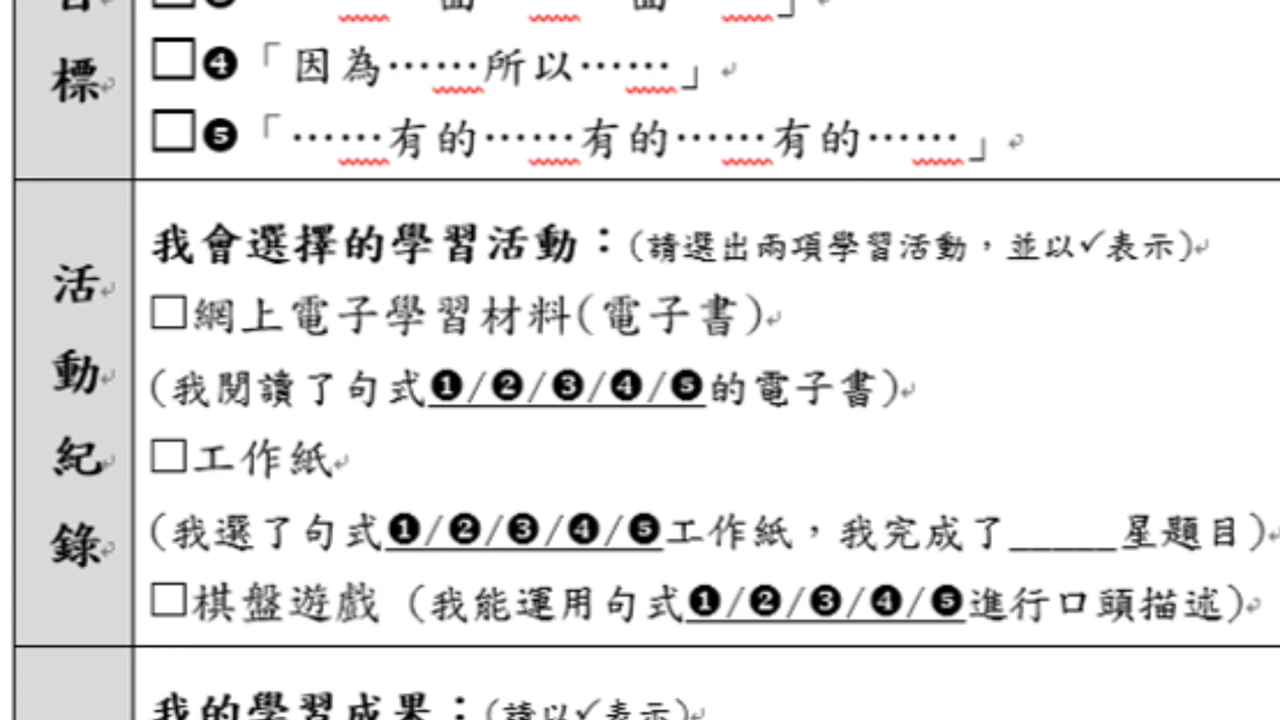 標
□❹「因為……所以……」
□❺「……有的……有的……有的……」
活動紀錄
我會選擇的學習活動：(請選出兩項學習活動，並以✓表示)
□網上電子學習材料(電子書)
(我閱讀了句式❶/❷/❸/❹/❺的電子書)
□工作紙
(我選了句式❶/❷/❸/❹/❺工作紙，我完成了_____星題目)
□棋盤遊戲 (我能運用句式❶/❷/❸/❹/❺進行口頭描述)
我的學習成果：(請以✓表示)